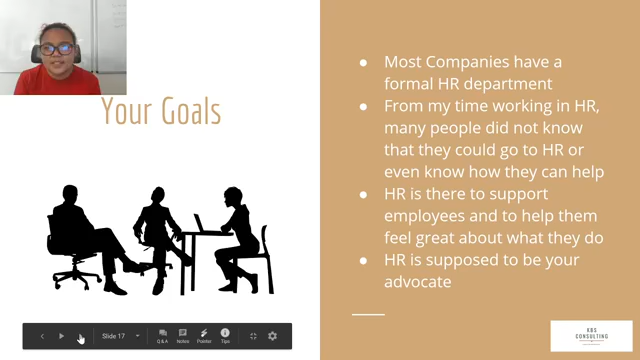 Your Goals
● Most Companies have a
formal HR department
● From my time working in HR,
many people did not know
that they could go to HR or
even know how they can help
● HR is there to support
employees and to help them
feel great about what they do
● HR is supposed to be your
advocate
Slide 17
Q & A
Notes
Pointer
Tips
KBS
CONSULTING